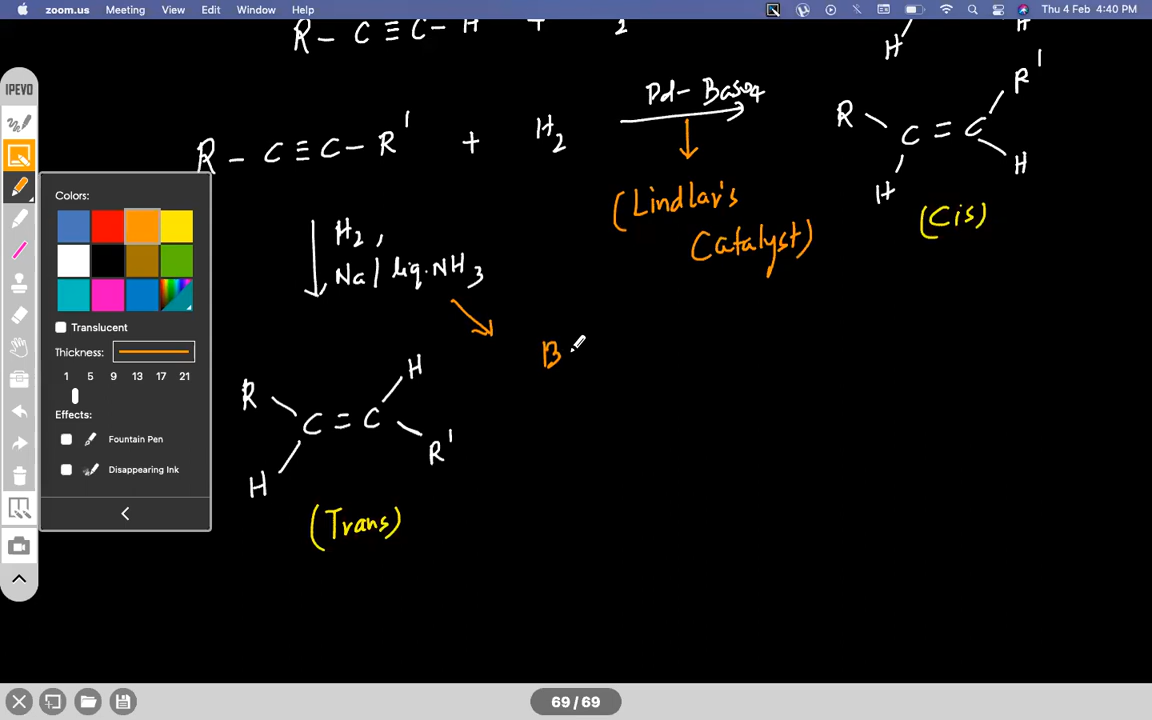 zoom.us Meeting View Edit Window Help Thu 4 Feb 4:40 PM
R – C ≡ C – H + 2
H H
IPEVO
R – C ≡ C – R' + H2
Pd – Baso4
R C = C R'
H H
(Lindlar's
Catalyst)
(Cis)
H2,
Na / liq. NH3
B
R C = C H
H R'
(Trans)
Colors:
Translucent
Thickness:
1 5 9 13 17 21
Effects:
Fountain Pen
Disappearing Ink
69 / 69